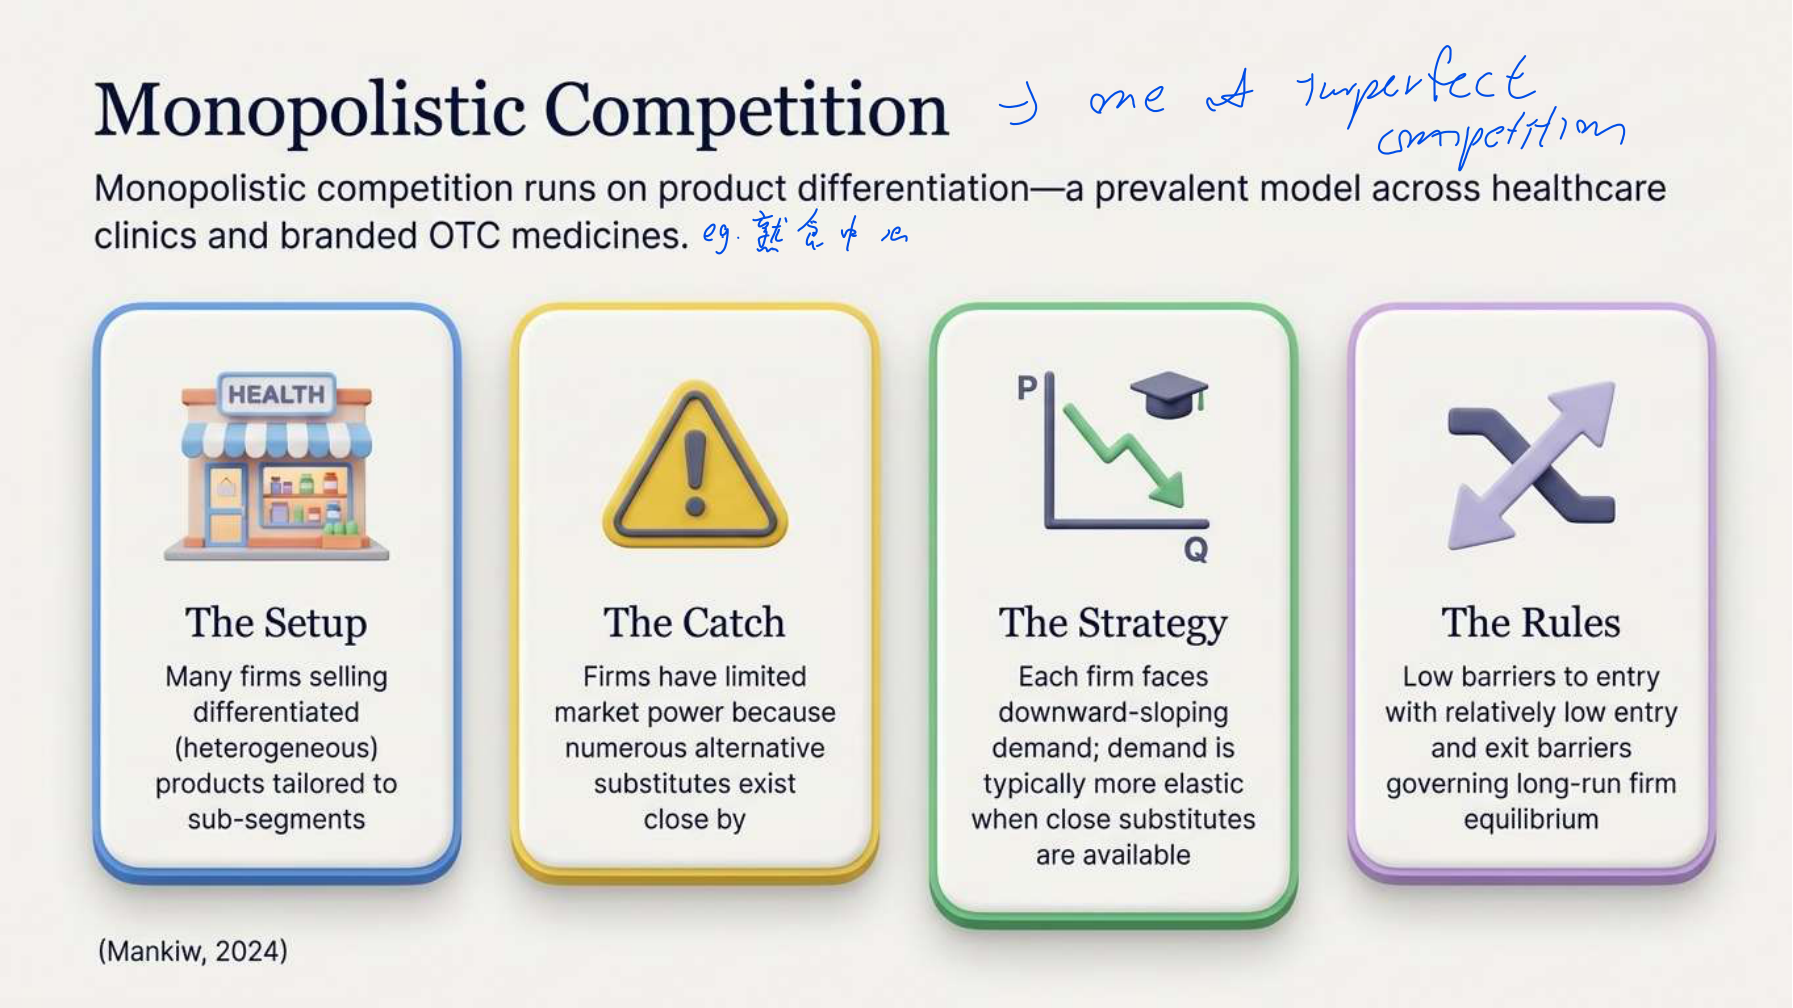 Monopolistic Competition → one of imperfect
competition
Monopolistic competition runs on product differentiation—a prevalent model across healthcare
clinics and branded OTC medicines. eg. 食中
HEALTH
The Setup
Many firms selling
differentiated
(heterogeneous)
products tailored to
sub-segments
The Catch
Firms have limited
market power because
numerous alternative
substitutes exist
close by
P
Q
The Strategy
Each firm faces
downward-sloping
demand; demand is
typically more elastic
when close substitutes
are available
The Rules
Low barriers to entry
with relatively low entry
and exit barriers
governing long-run firm
equilibrium
(Mankiw, 2024)